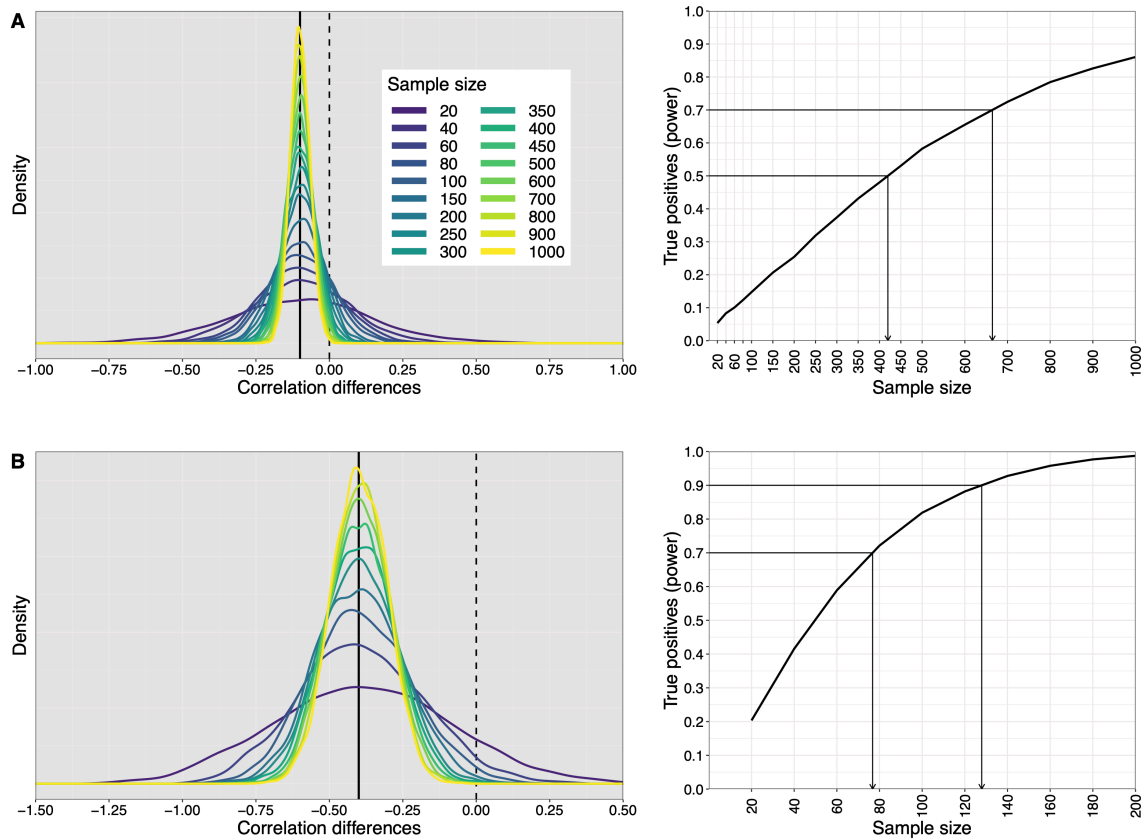 A
Density
Sample size
20 350
40 400
60 450
80 500
100 600
150 700
200 800
250 900
300 1000
−1.00 −0.75 −0.50 −0.25 0.00 0.25 0.50 0.75 1.00
Correlation differences
True positives (power)
1.0
0.9
0.8
0.7
0.6
0.5
0.4
0.3
0.2
0.1
0.0
20 60 100 150 200 250 300 350 400 450 500 600 700 800 900 1000
Sample size
B
Density
−1.50 −1.25 −1.00 −0.75 −0.50 −0.25 0.00 0.25 0.50
Correlation differences
True positives (power)
1.0
0.9
0.8
0.7
0.6
0.5
0.4
0.3
0.2
0.0
20 40 60 80 100 120 140 160 180 200
Sample size